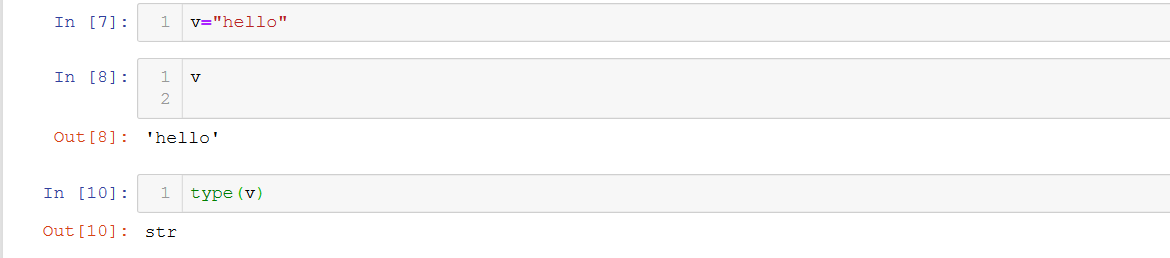 In [7]: 1 v="hello"
In [8]: 1 v
2
Out[8]: 'hello'
In [10]: 1 type(v)
Out[10]: str